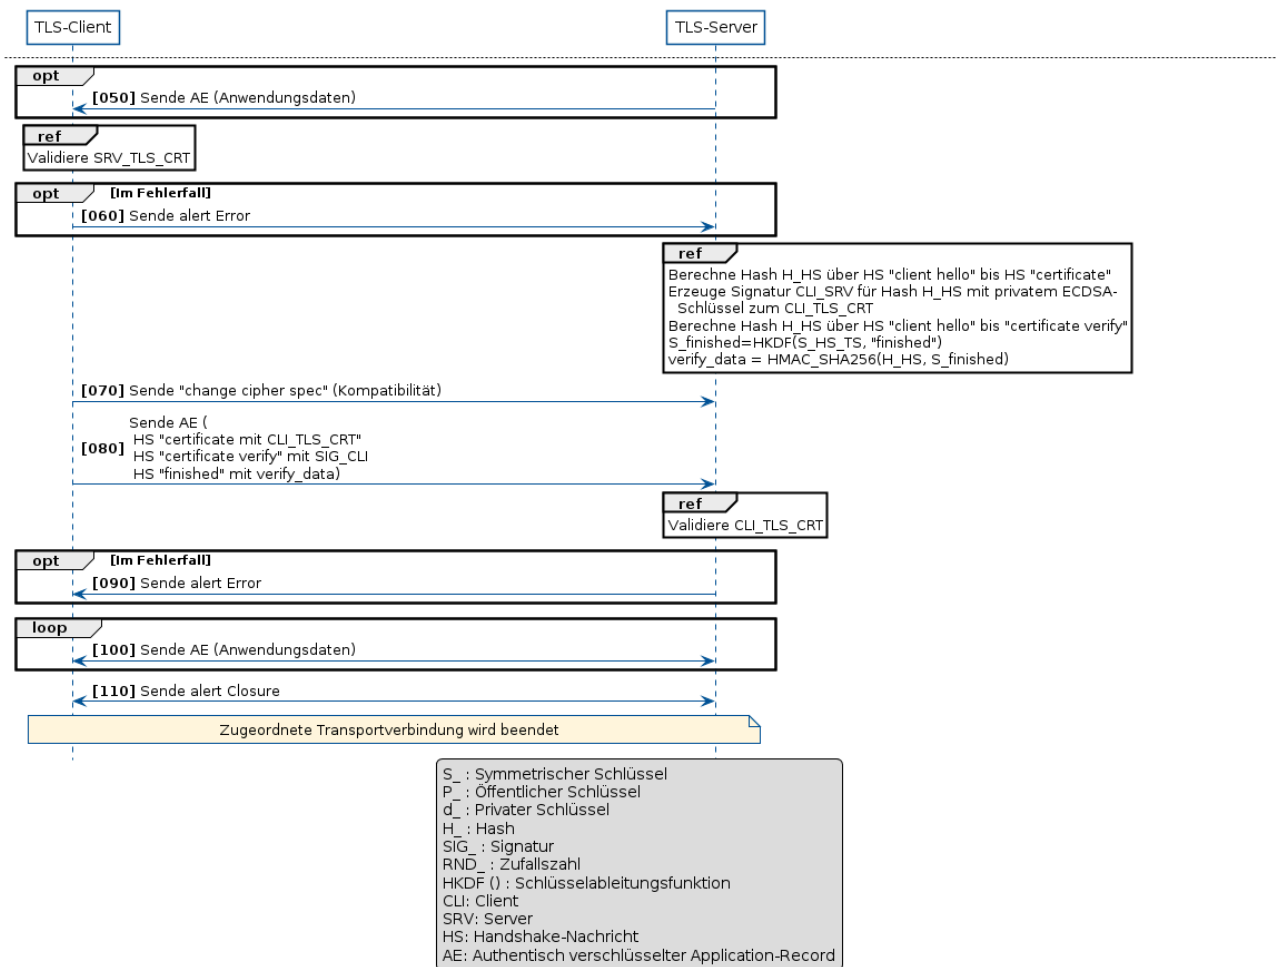 TLS-Client
TLS-Server
opt
[050] Sende AE (Anwendungsdaten)
ref
Validiere SRV_TLS_CRT
opt [Im Fehlerfall]
[060] Sende alert Error
ref
Berechne Hash H_HS über HS "client hello" bis HS "certificate"
Erzeuge Signatur CLI_SRV für Hash H_HS mit privatem ECDSA-
Schlüssel zum CLI_TLS_CRT
Berechne Hash H_HS über HS "client hello" bis "certificate verify"
S_finished=HKDF(S_HS_TS, "finished")
verify_data = HMAC_SHA256(H_HS, S_finished)
[070] Sende "change cipher spec" (Kompatibilität)
Sende AE (
HS "certificate mit CLI_TLS_CRT"
[080]
HS "certificate verify" mit SIG_CLI
HS "finished" mit verify_data)
ref
Validiere CLI_TLS_CRT
opt [Im Fehlerfall]
[090] Sende alert Error
loop
[100] Sende AE (Anwendungsdaten)
[110] Sende alert Closure
Zugeordnete Transportverbindung wird beendet
S_ : Symmetrischer Schlüssel
P_ : Öffentlicher Schlüssel
d_ : Privater Schlüssel
H_ : Hash
SIG_ : Signatur
RND_ : Zufallszahl
HKDF () : Schlüsselableitungsfunktion
CLI: Client
SRV: Server
HS: Handshake-Nachricht
AE: Authentisch verschlüsselter Application-Record